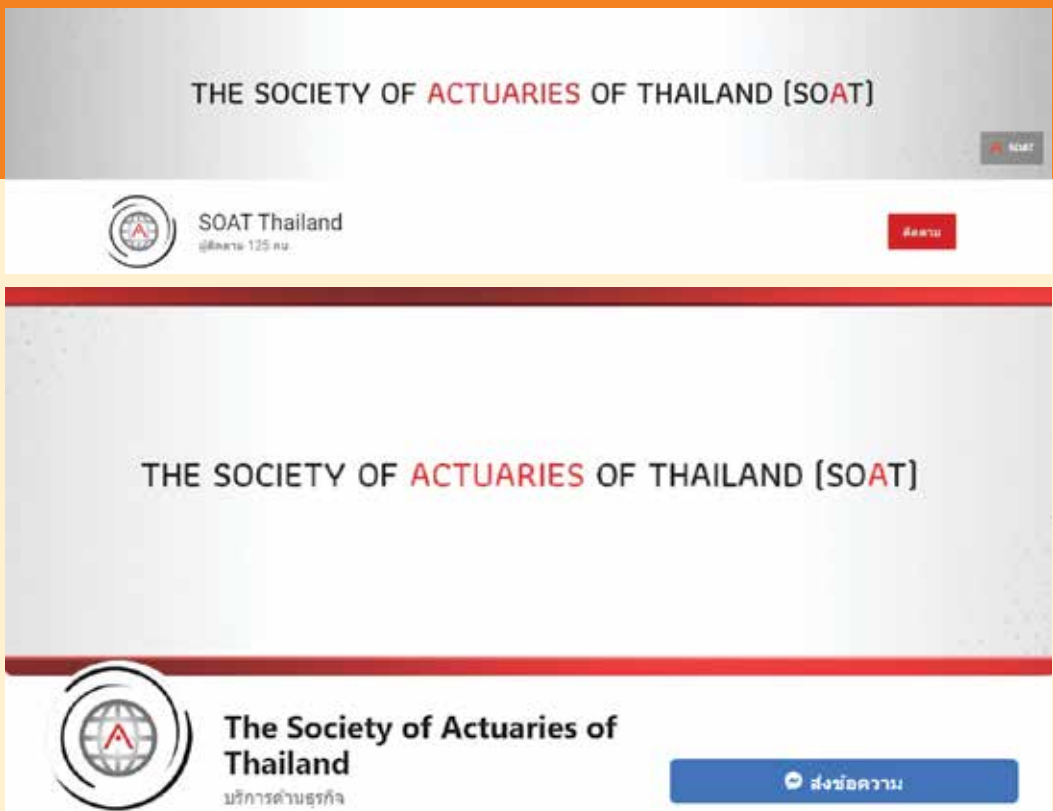 THE SOCIETY OF ACTUARIES OF THAILAND (SOAT)
SOAT
SOAT Thailand
ผู้ติดตาม 125 คน
ติดตาม
THE SOCIETY OF ACTUARIES OF THAILAND (SOAT)
The Society of Actuaries of
Thailand
บริการด้านธุรกิจ
ส่งข้อความ